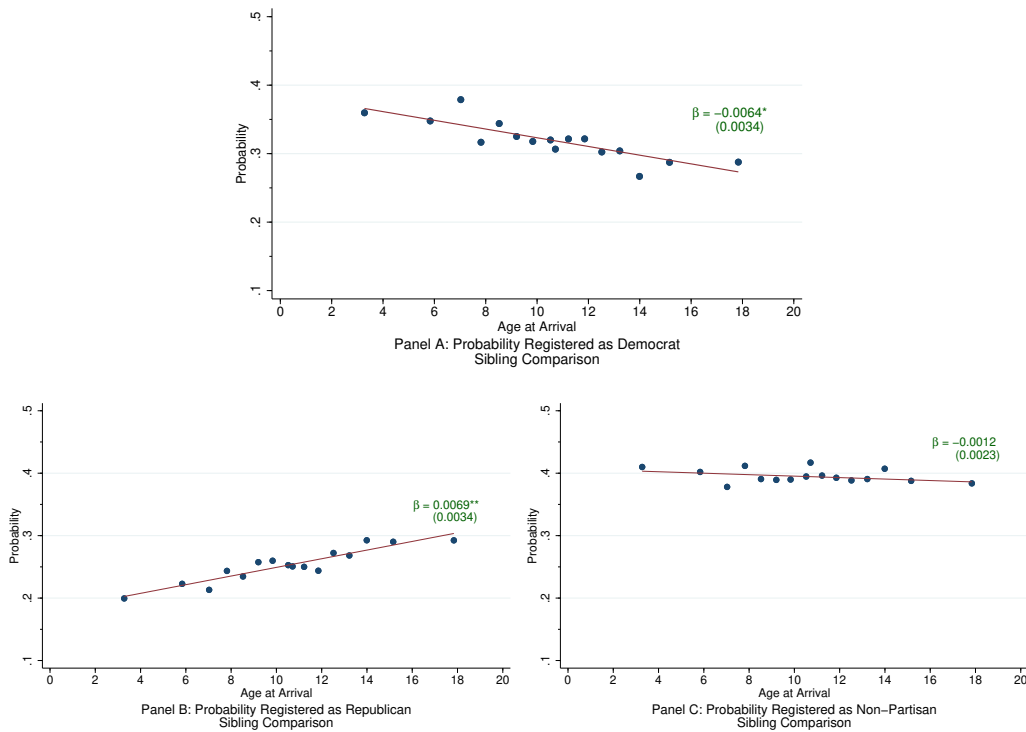 .5
.4
.3
.2
.1
Probability
β = −0.0064*
(0.0034)
0 2 4 6 8 10 12 14 16 18 20
Age at Arrival
Panel A: Probability Registered as Democrat
Sibling Comparison
.5
.4
.3
.2
.1
Probability
β = 0.0069**
(0.0034)
0 2 4 6 8 10 12 14 16 18 20
Age at Arrival
Panel B: Probability Registered as Republican
Sibling Comparison
.5
.4
.3
.2
.1
Probability
β = −0.0012
(0.0023)
0 2 4 6 8 10 12 14 16 18 20
Age at Arrival
Panel C: Probability Registered as Non−Partisan
Sibling Comparison